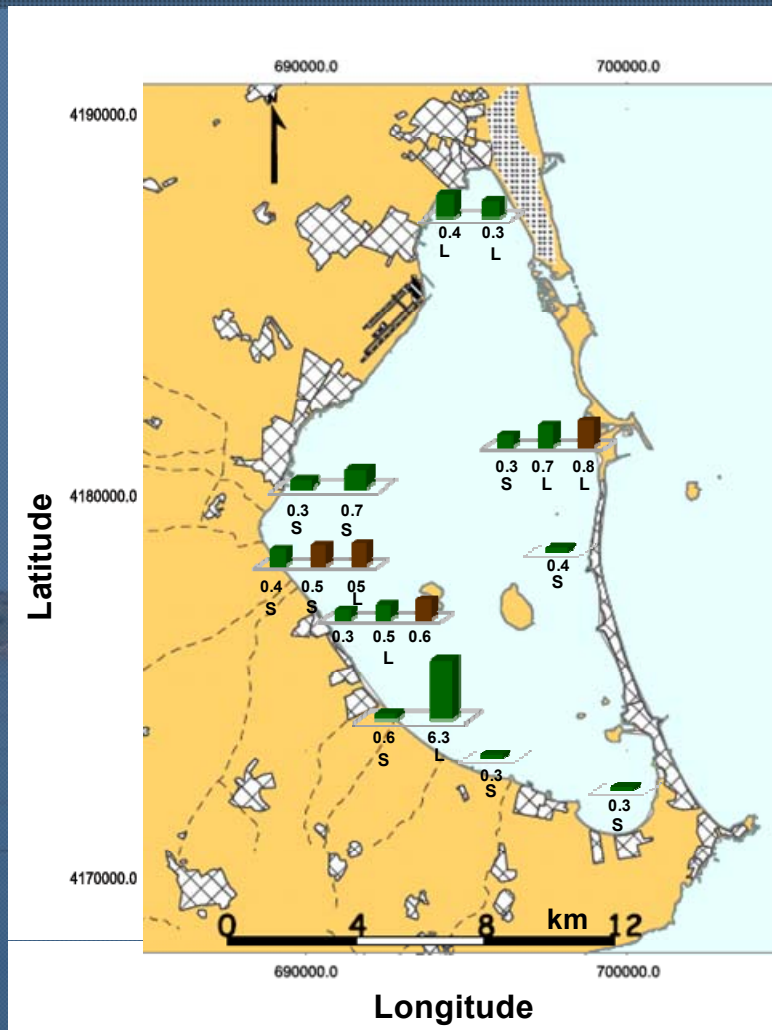 690000.0 700000.0
4190000.0
N
0.4 0.3
L L
0.3 0.7 0.8
S L L
4180000.0
0.3 0.7
S S
0.4
S
0.4 0.5 05
S S L
0.3 0.5 0.6
L
0.6 6.3
S L
0.3
S
0.3
S
4170000.0
0 4 8 km 12
690000.0 700000.0
Latitude
Longitude